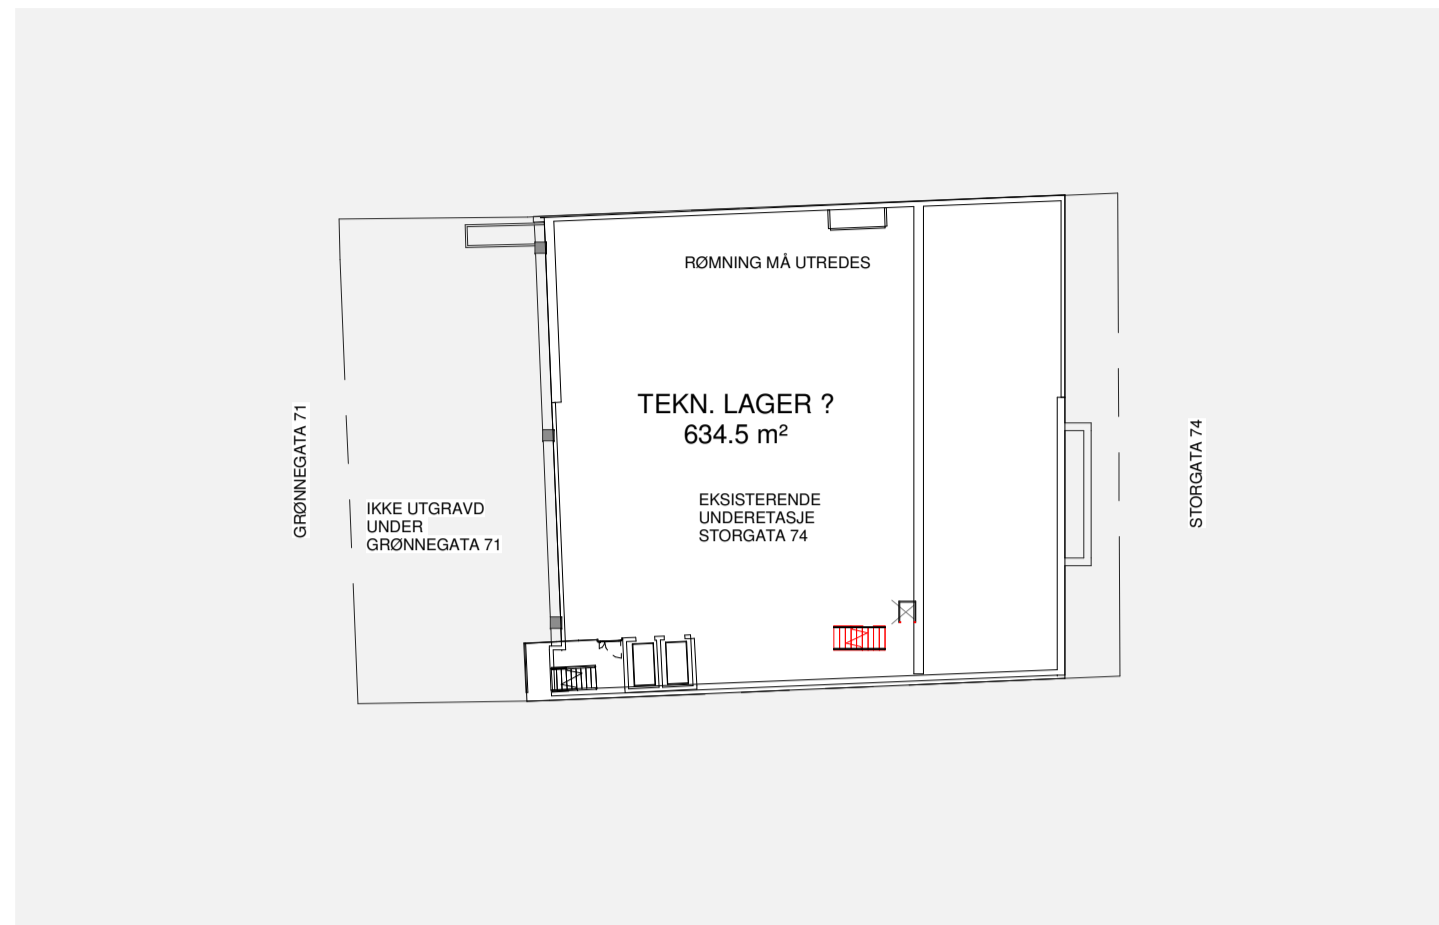 RØMNING MÅ UTREDES
TEKN. LAGER ?
634.5 m²
GRØNNEGATA 71
IKKE UTGRAVD
UNDER
GRØNNEGATA 71
EKSISTERENDE
UNDERETASJE
STORGATA 74
STORGATA 74